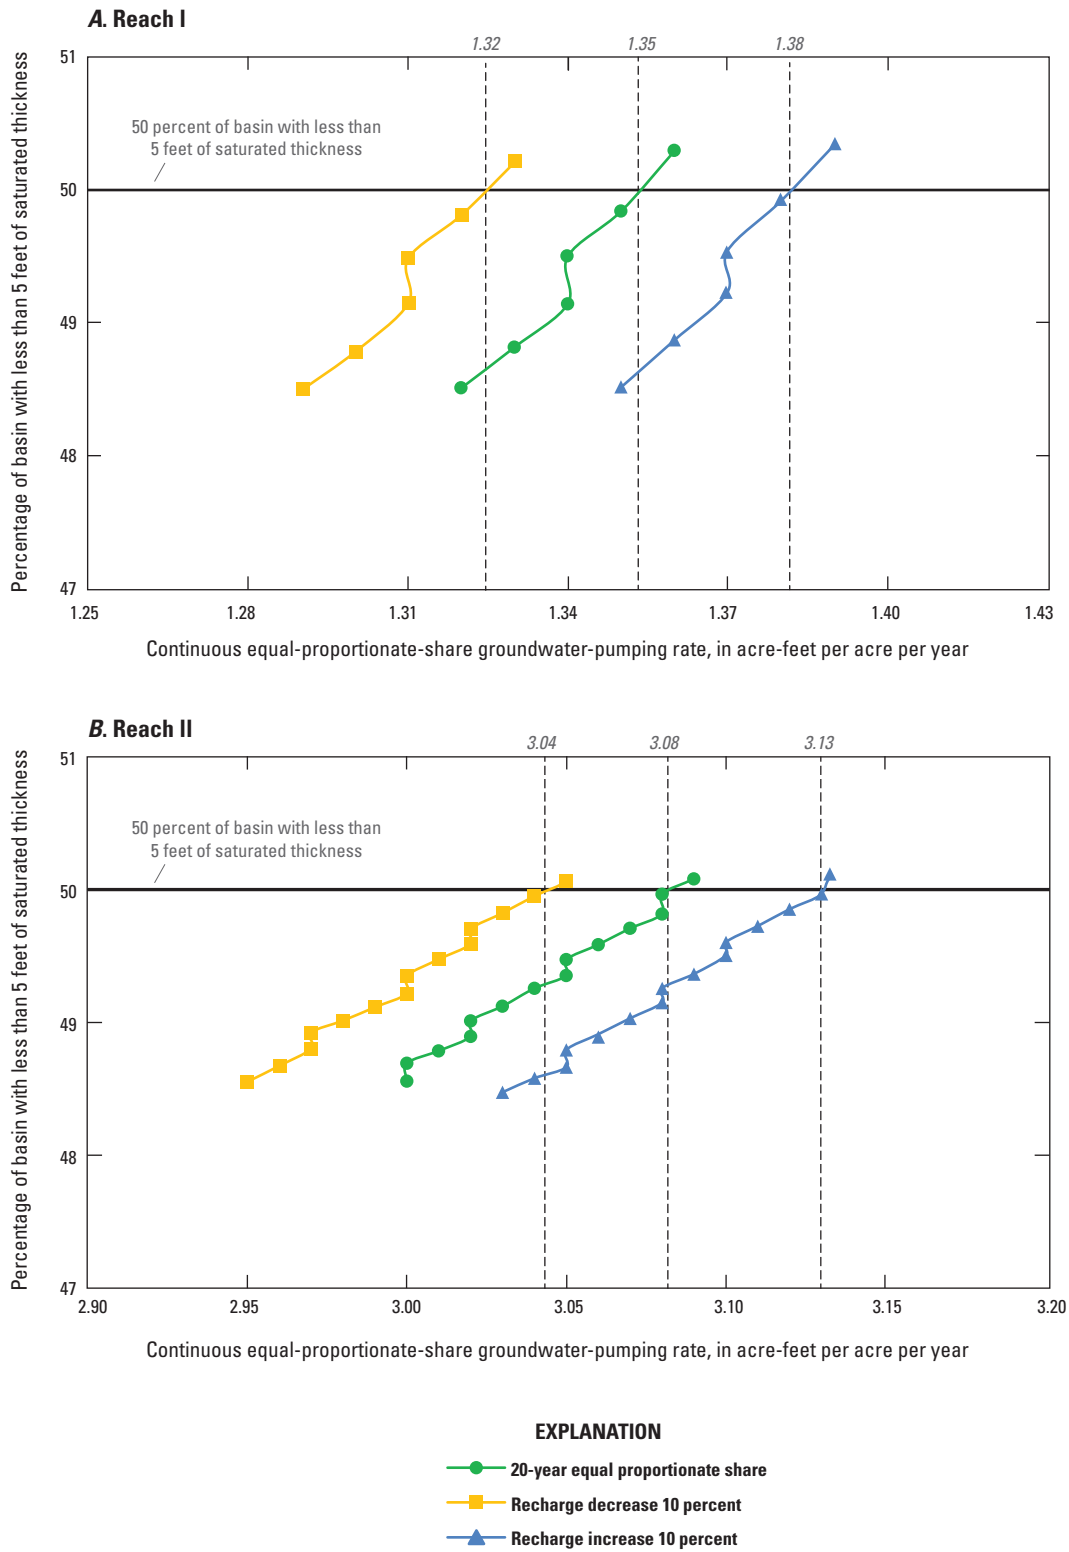 A. Reach I
1.32 1.35 1.38
51
50 percent of basin with less than
5 feet of saturated thickness
50
49
48
47
Percentage of basin with less than 5 feet of saturated thickness
1.25 1.28 1.31 1.34 1.37 1.40 1.43
Continuous equal-proportionate-share groundwater-pumping rate, in acre-feet per acre per year
B. Reach II
3.04 3.08 3.13
51
50 percent of basin with less than
5 feet of saturated thickness
50
49
48
47
Percentage of basin with less than 5 feet of saturated thickness
2.90 2.95 3.00 3.05 3.10 3.15 3.20
Continuous equal-proportionate-share groundwater-pumping rate, in acre-feet per acre per year
EXPLANATION
20-year equal proportionate share
Recharge decrease 10 percent
Recharge increase 10 percent